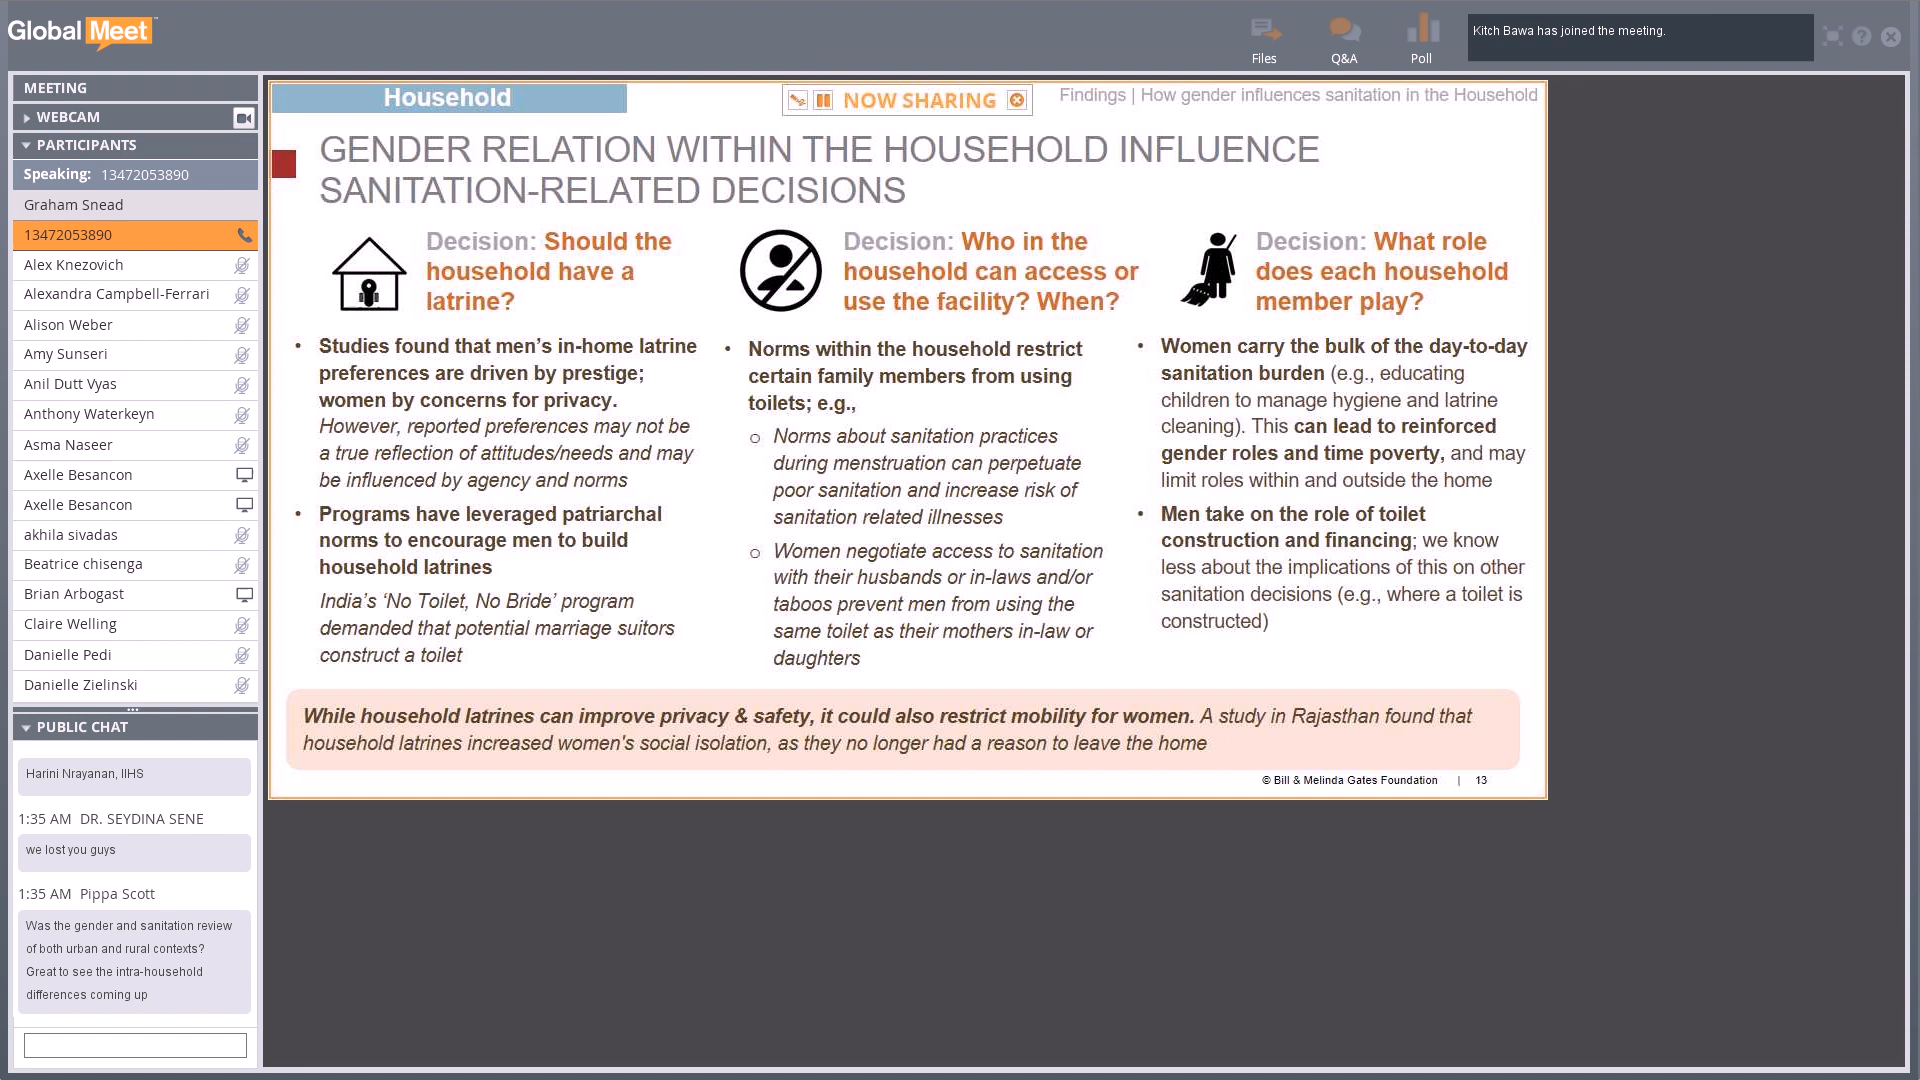 Global Meet
Files
Q&A
Poll
Kitch Bawa has joined the meeting.
MEETING
WEBCAM
PARTICIPANTS
Speaking: 13472053890
Graham Snead
13472053890
Alex Knezovich
Alexandra Campbell-Ferrari
Alison Weber
Amy Sunseri
Anil Dutt Vyas
Anthony Waterkeyn
Asma Naseer
Axelle Besancon
Axelle Besancon
akhila sivadas
Beatrice chisenga
Brian Arbogast
Claire Welling
Danielle Pedi
Danielle Zielinski
PUBLIC CHAT
Harini Nrayanan, IIHS
1:35 AM DR. SEYDINA SENE
we lost you guys
1:35 AM Pippa Scott
Was the gender and sanitation review
of both urban and rural contexts?
Great to see the intra-household
differences coming up
Household
NOW SHARING
Findings | How gender influences sanitation in the Household
GENDER RELATION WITHIN THE HOUSEHOLD INFLUENCE
SANITATION-RELATED DECISIONS
Decision: Should the
household have a
latrine?
• Studies found that men's in-home latrine
preferences are driven by prestige;
women by concerns for privacy.
However, reported preferences may not be
a true reflection of attitudes/needs and may
be influenced by agency and norms
• Programs have leveraged patriarchal
norms to encourage men to build
household latrines
India's ‘No Toilet, No Bride’ program
demanded that potential marriage suitors
construct a toilet
Decision: Who in the
household can access or
use the facility? When?
• Norms within the household restrict
certain family members from using
toilets; e.g.,
o Norms about sanitation practices
during menstruation can perpetuate
poor sanitation and increase risk of
sanitation related illnesses
o Women negotiate access to sanitation
with their husbands or in-laws and/or
taboos prevent men from using the
same toilet as their mothers in-law or
daughters
Decision: What role
does each household
member play?
• Women carry the bulk of the day-to-day
sanitation burden (e.g., educating
children to manage hygiene and latrine
cleaning). This can lead to reinforced
gender roles and time poverty, and may
limit roles within and outside the home
• Men take on the role of toilet
construction and financing; we know
less about the implications of this on other
sanitation decisions (e.g., where a toilet is
constructed)
While household latrines can improve privacy & safety, it could also restrict mobility for women. A study in Rajasthan found that
household latrines increased women's social isolation, as they no longer had a reason to leave the home
© Bill & Melinda Gates Foundation | 13